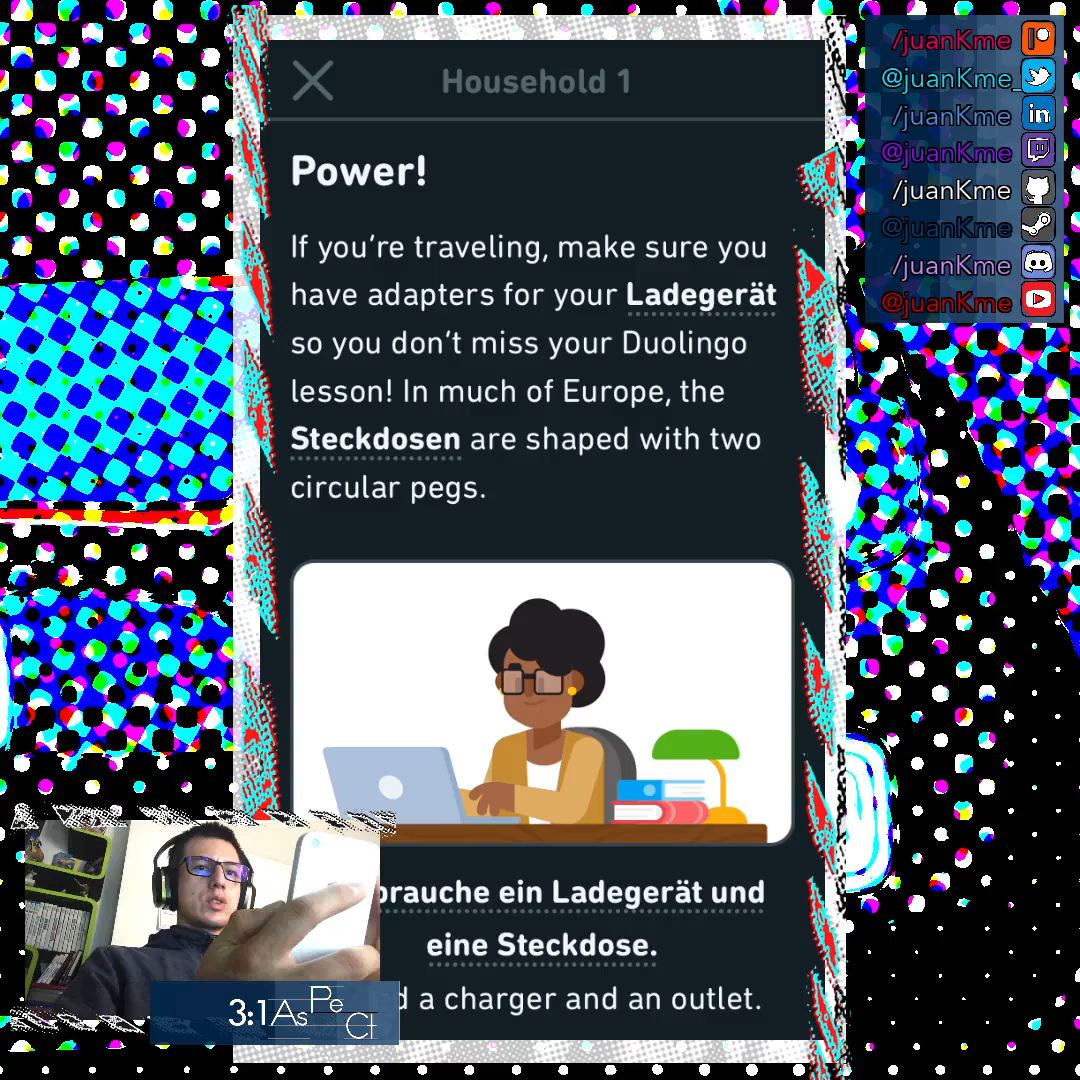 Household 1
Power!
If you’re traveling, make sure you
have adapters for your Ladegerät
so you don’t miss your Duolingo
lesson! In much of Europe, the
Steckdosen are shaped with two
circular pegs.
brauche ein Ladegerät und
eine Steckdose.
a charger and an outlet.
/juanKme
@juanKme_
/juanKme
in
@juanKme
/juanKme
@juanKme
/juanKme
@juanKme
3:1 AsPeCt